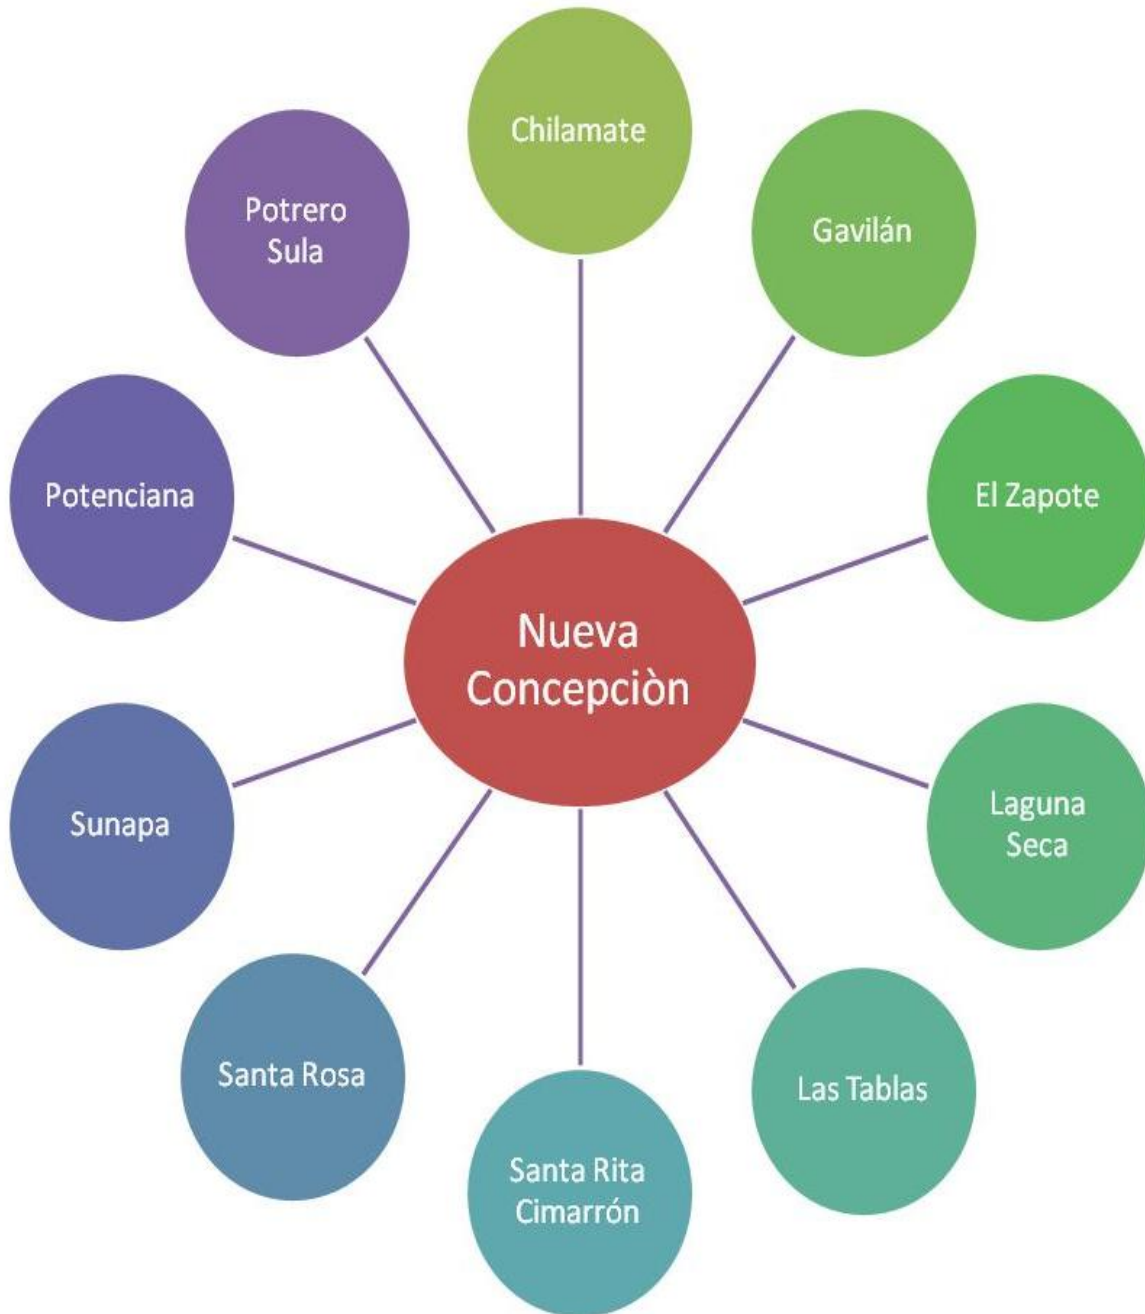 Chilamate
Gavilán
El Zapote
Laguna
Seca
Las Tablas
Santa Rita
Cimarrón
Santa Rosa
Sunapa
Potenciana
Potrero
Sula
Nueva
Concepciòn